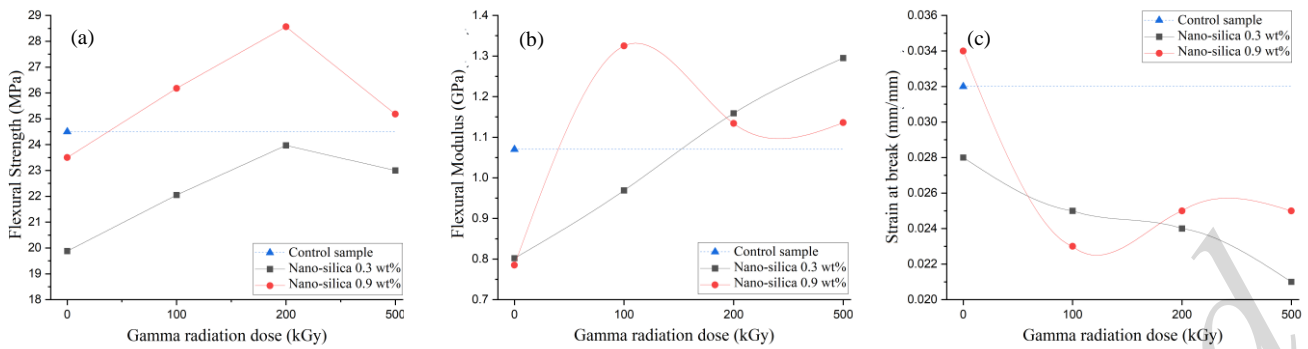 (a)
Flexural Strength (MPa)
29
28
27
26
25
24
23
22
21
20
19
18
Control sample
Nano-silica 0.3 wt%
Nano-silica 0.9 wt%
0 100 200 500
Gamma radiation dose (kGy)
(b)
Flexural Modulus (GPa)
1.4
1.3
1.2
1.1
1.0
0.9
0.8
0.7
Control sample
Nano-silica 0.3 wt%
Nano-silica 0.9 wt%
0 100 200 500
Gamma radiation dose (kGy)
(c)
Strain at break (mm/mm)
0.036
0.034
0.032
0.030
0.028
0.026
0.024
0.022
0.020
Control sample
Nano-silica 0.3 wt%
Nano-silica 0.9 wt%
0 100 200 500
Gamma radiation dose (kGy)